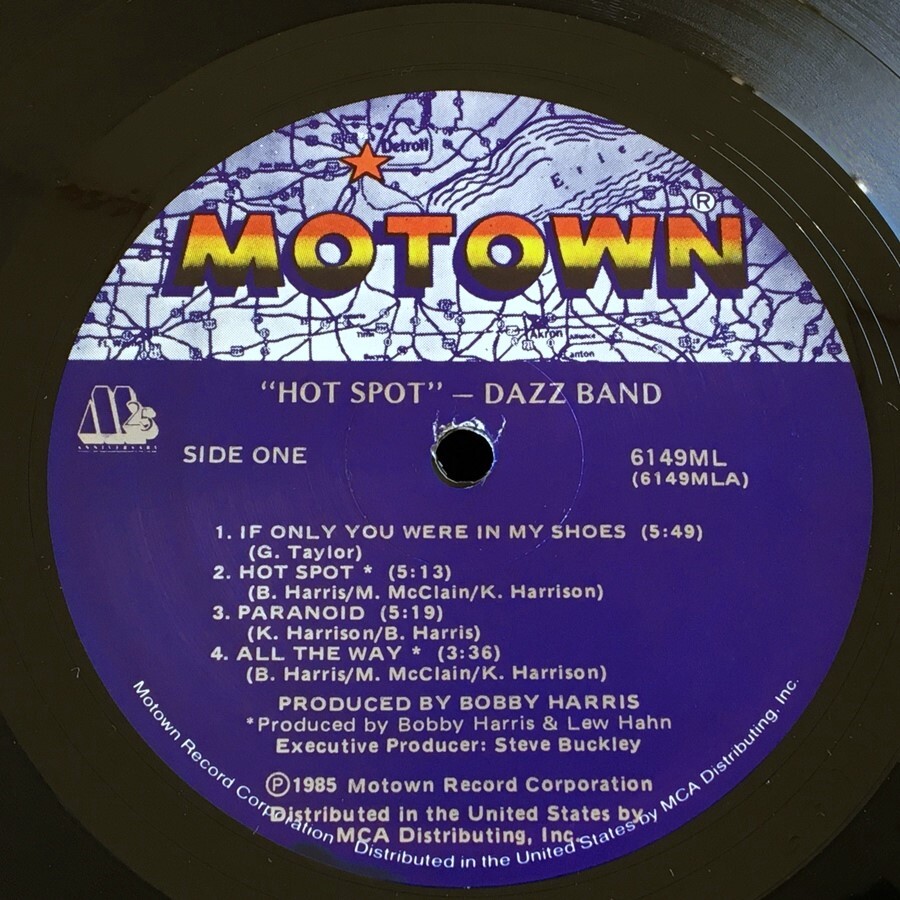 Detroit
Erie
MOTOWN®
Akron
"HOT SPOT" — DAZZ BAND
M25
ANNIVERSARY
SIDE ONE
6149ML
(6149MLA)
1. IF ONLY YOU WERE IN MY SHOES (5:49)
(G. Taylor)
2. HOT SPOT * (5:13)
(B. Harris/M. McClain/K. Harrison)
3. PARANOID (5:19)
(K. Harrison/B. Harris)
4. ALL THE WAY * (3:36)
(B. Harris/M. McClain/K. Harrison)
PRODUCED BY BOBBY HARRIS
*Produced by Bobby Harris & Lew Hahn
Executive Producer: Steve Buckley
℗1985 Motown Record Corporation
Distributed in the United States by
MCA Distributing, Inc.
Motown Record Corporation Distributed in the United States by MCA Distributing, Inc.